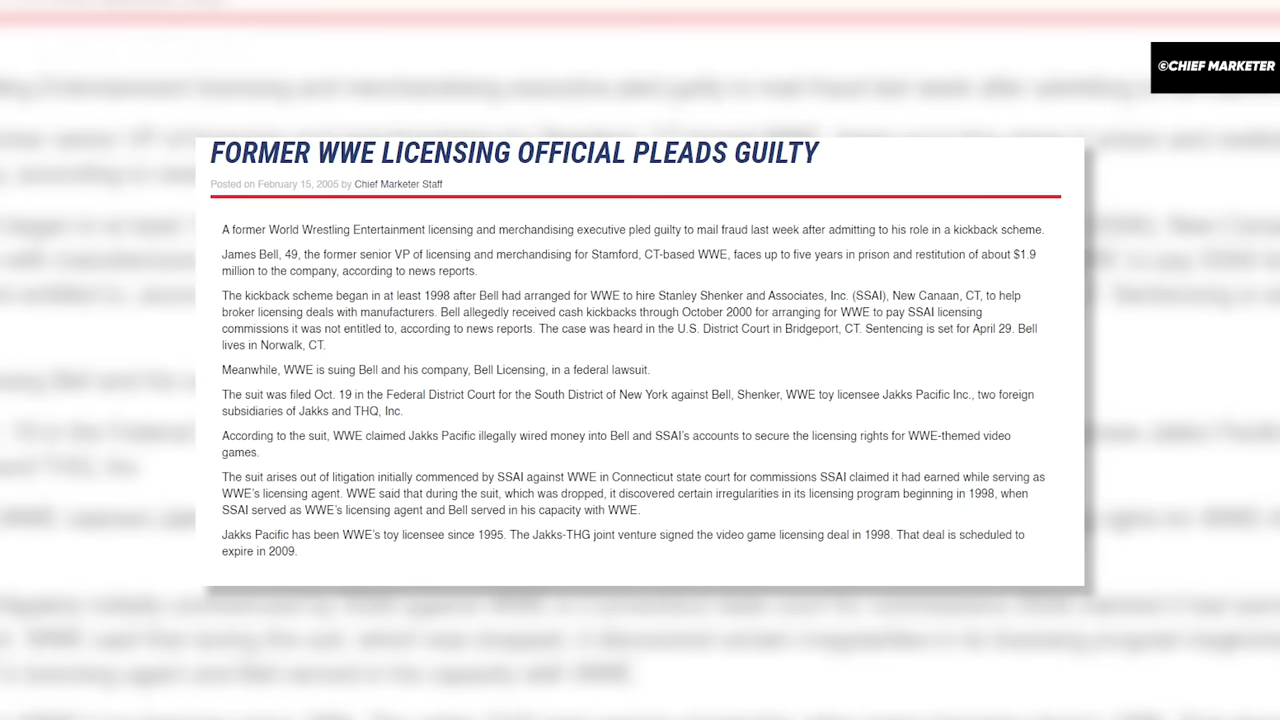 ©CHIEF MARKETER
FORMER WWE LICENSING OFFICIAL PLEADS GUILTY
Posted on February 15, 2005 by Chief Marketer Staff
A former World Wrestling Entertainment licensing and merchandising executive pled guilty to mail fraud last week after admitting to his role in a kickback scheme.
James Bell, 49, the former senior VP of licensing and merchandising for Stamford, CT-based WWE, faces up to five years in prison and restitution of about $1.9
million to the company, according to news reports.
The kickback scheme began in at least 1998 after Bell had arranged for WWE to hire Stanley Shenker and Associates, Inc. (SSAI), New Canaan, CT, to help
broker licensing deals with manufacturers. Bell allegedly received cash kickbacks through October 2000 for arranging for WWE to pay SSAI licensing
commissions it was not entitled to, according to news reports. The case was heard in the U.S. District Court in Bridgeport, CT. Sentencing is set for April 29. Bell
lives in Norwalk, CT.
Meanwhile, WWE is suing Bell and his company, Bell Licensing, in a federal lawsuit.
The suit was filed Oct. 19 in the Federal District Court for the South District of New York against Bell, Shenker, WWE toy licensee Jakks Pacific Inc., two foreign
subsidiaries of Jakks and THQ, Inc.
According to the suit, WWE claimed Jakks Pacific illegally wired money into Bell and SSAI's accounts to secure the licensing rights for WWE-themed video
games.
The suit arises out of litigation initially commenced by SSAI against WWE in Connecticut state court for commissions SSAI claimed it had earned while serving as
WWE's licensing agent. WWE said that during the suit, which was dropped, it discovered certain irregularities in its licensing program beginning in 1998, when
SSAI served as WWE's licensing agent and Bell served in his capacity with WWE.
Jakks Pacific has been WWE's toy licensee since 1995. The Jakks-THG joint venture signed the video game licensing deal in 1998. That deal is scheduled to
expire in 2009.